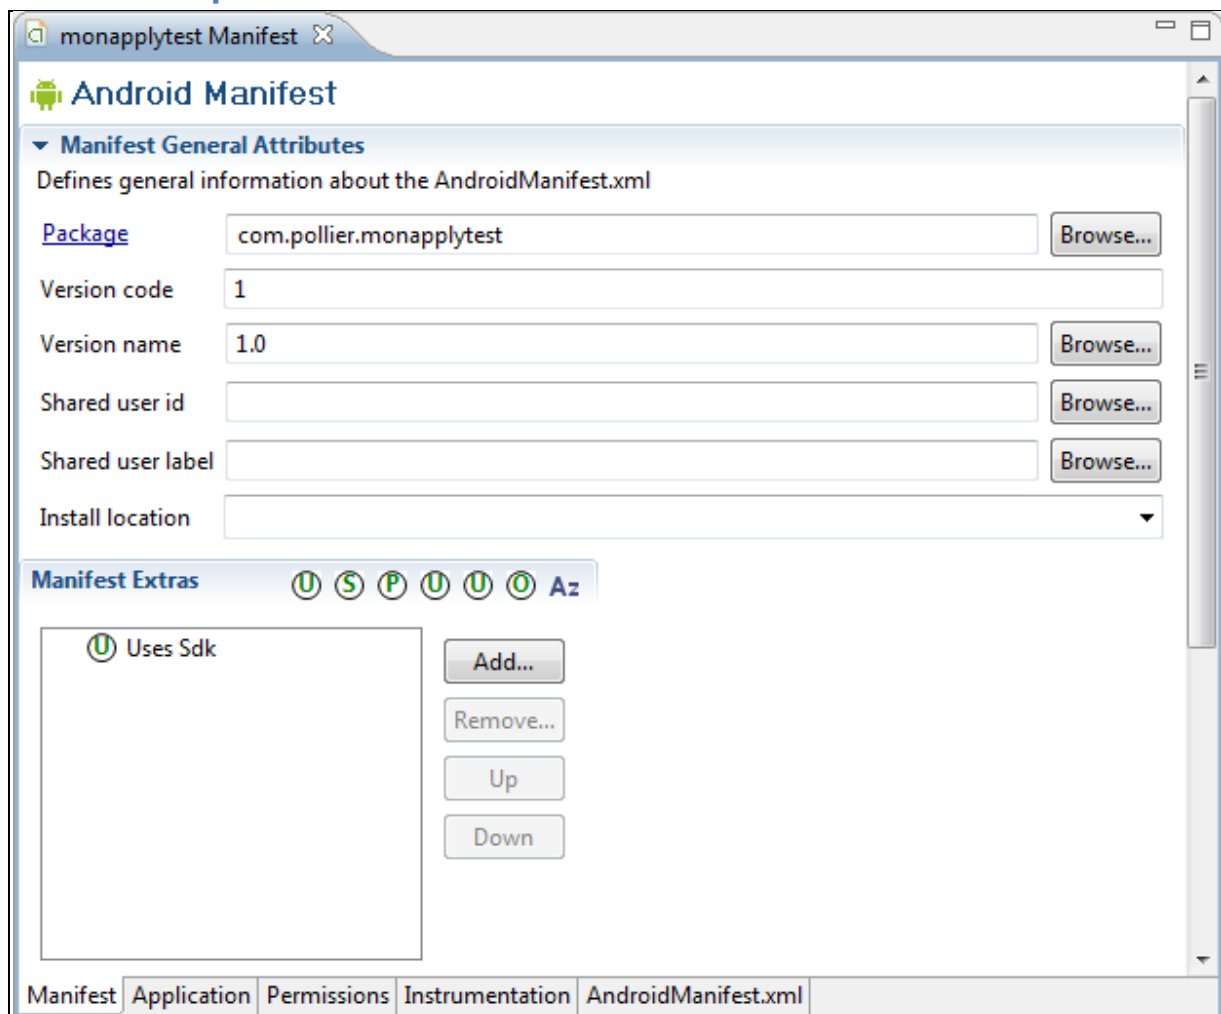 monapplytest Manifest
Android Manifest
Manifest General Attributes
Defines general information about the AndroidManifest.xml
Package com.pollier.monapplytest Browse...
Version code 1
Version name 1.0 Browse...
Shared user id Browse...
Shared user label Browse...
Install location
Manifest Extras U S P U U O Az
U Uses Sdk
Add...
Remove...
Up
Down
Manifest Application Permissions Instrumentation AndroidManifest.xml